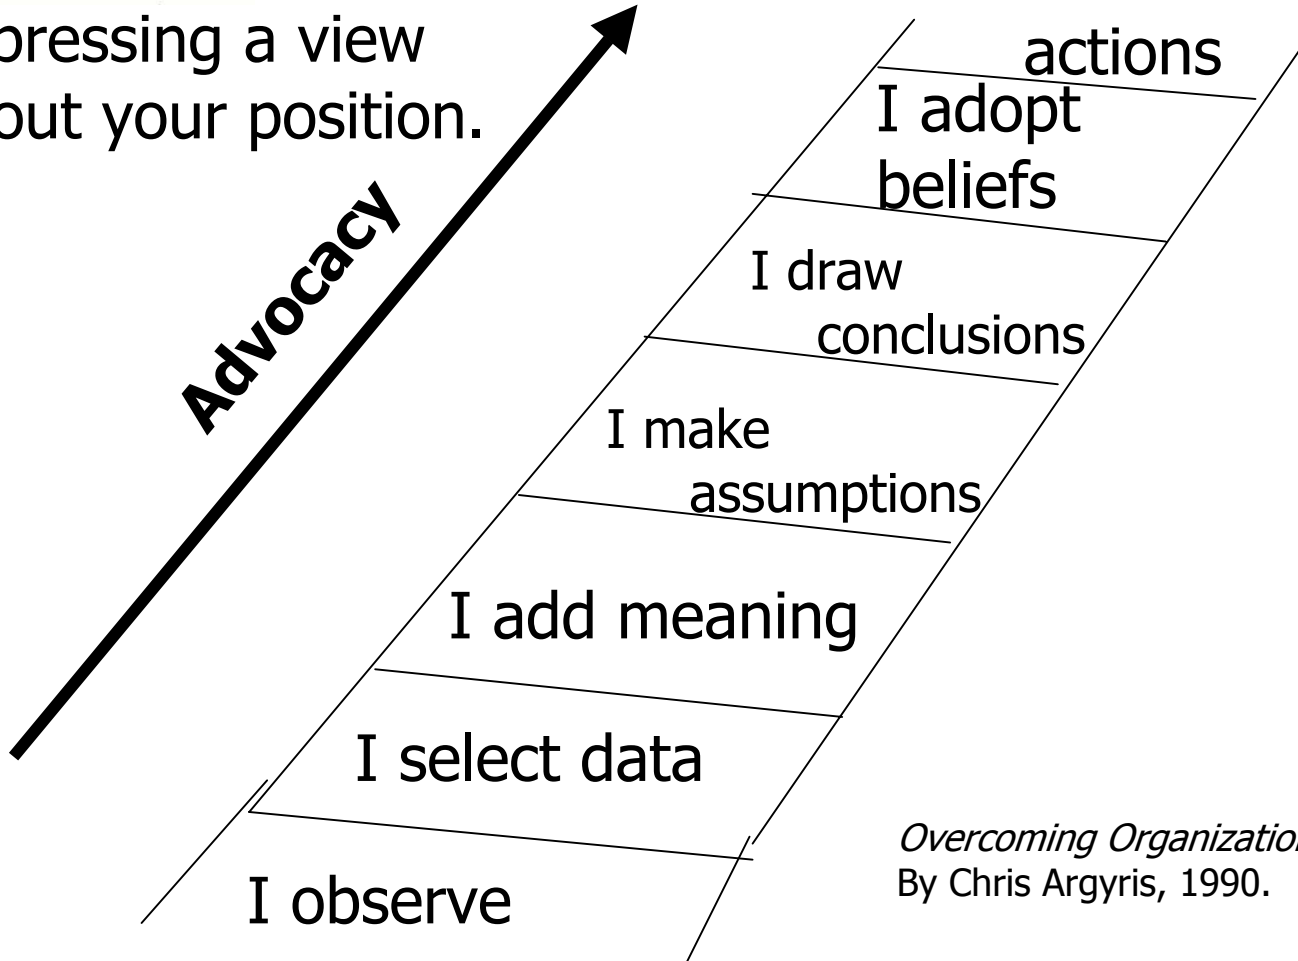 pressing a view
out your position.
Advocacy
actions
I adopt
beliefs
I draw
conclusions
I make
assumptions
I add meaning
I select data
I observe
Overcoming Organization
By Chris Argyris, 1990.